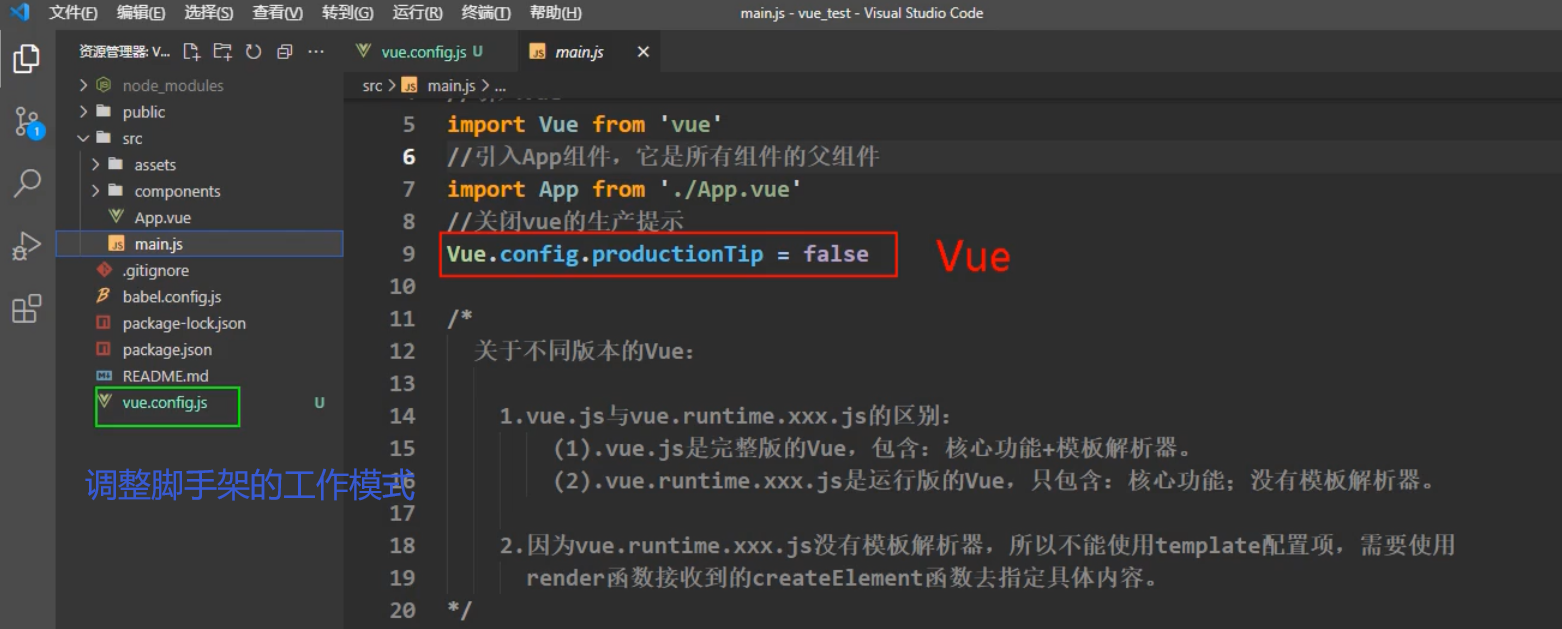 文件(F) 编辑(E) 选择(S) 查看(V) 转到(G) 运行(R) 终端(T) 帮助(H) main.js - vue_test - Visual Studio Code
资源管理器: V...
vue.config.js U
JS main.js
node_modules
public
src
assets
components
App.vue
JS main.js
.gitignore
babel.config.js
package-lock.json
package.json
README.md
vue.config.js U
调整脚手架的工作模式
1
src > JS main.js > ...
5 import Vue from 'vue'
6 //引入App组件，它是所有组件的父组件
7 import App from './App.vue'
8 //关闭vue的生产提示
9 Vue.config.productionTip = false
Vue
10
11 /*
12 关于不同版本的Vue：
13
14 1.vue.js与vue.runtime.xxx.js的区别：
15 (1).vue.js是完整版的Vue，包含：核心功能+模板解析器。
16 (2).vue.runtime.xxx.js是运行版的Vue，只包含：核心功能；没有模板解析器。
17
18 2.因为vue.runtime.xxx.js没有模板解析器，所以不能使用template配置项，需要使用
19 render函数接收到的createElement函数去指定具体内容。
20 */